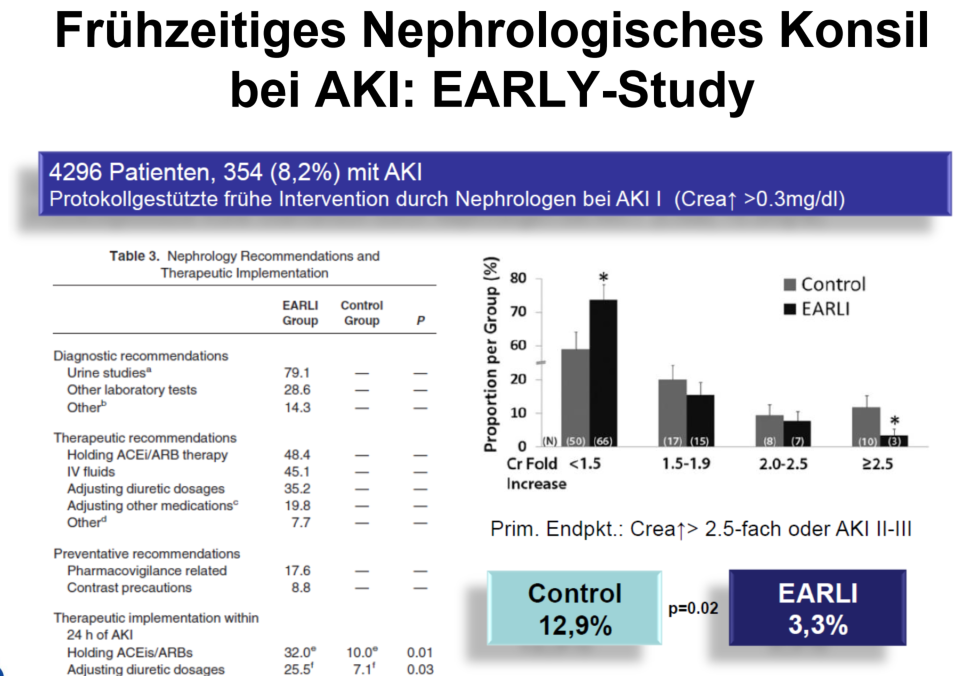 Frühzeitiges Nephrologisches Konsil
bei AKI: EARLY-Study
4296 Patienten, 354 (8,2%) mit AKI
Protokollgestützte frühe Intervention durch Nephrologen bei AKI I (Crea↑ >0.3mg/dl)
Table 3. Nephrology Recommendations and
Therapeutic Implementation
EARLI Group Control Group P
Diagnostic recommendations
Urine studiesᵃ 79.1 — —
Other laboratory tests 28.6 — —
Otherᵇ 14.3 — —
Therapeutic recommendations
Holding ACEi/ARB therapy 48.4 — —
IV fluids 45.1 — —
Adjusting diuretic dosages 35.2 — —
Adjusting other medicationsᶜ 19.8 — —
Otherᵈ 7.7 — —
Preventative recommendations
Pharmacovigilance related 17.6 — —
Contrast precautions 8.8 — —
Therapeutic implementation within
24 h of AKI
Holding ACEis/ARBs 32.0ᵉ 10.0ᵉ 0.01
Adjusting diuretic dosages 25.5ᶠ 7.1ᶠ 0.03
Proportion per Group (%)
80
70
60
20
10
0
* 
*
Control
EARLI
(N) (50) (66) (17) (15) (8) (7) (10) (3)
Cr Fold <1.5 1.5-1.9 2.0-2.5 ≥2.5
Increase
Prim. Endpkt.: Crea↑> 2.5-fach oder AKI II-III
Control
12,9%
p=0.02
EARLI
3,3%